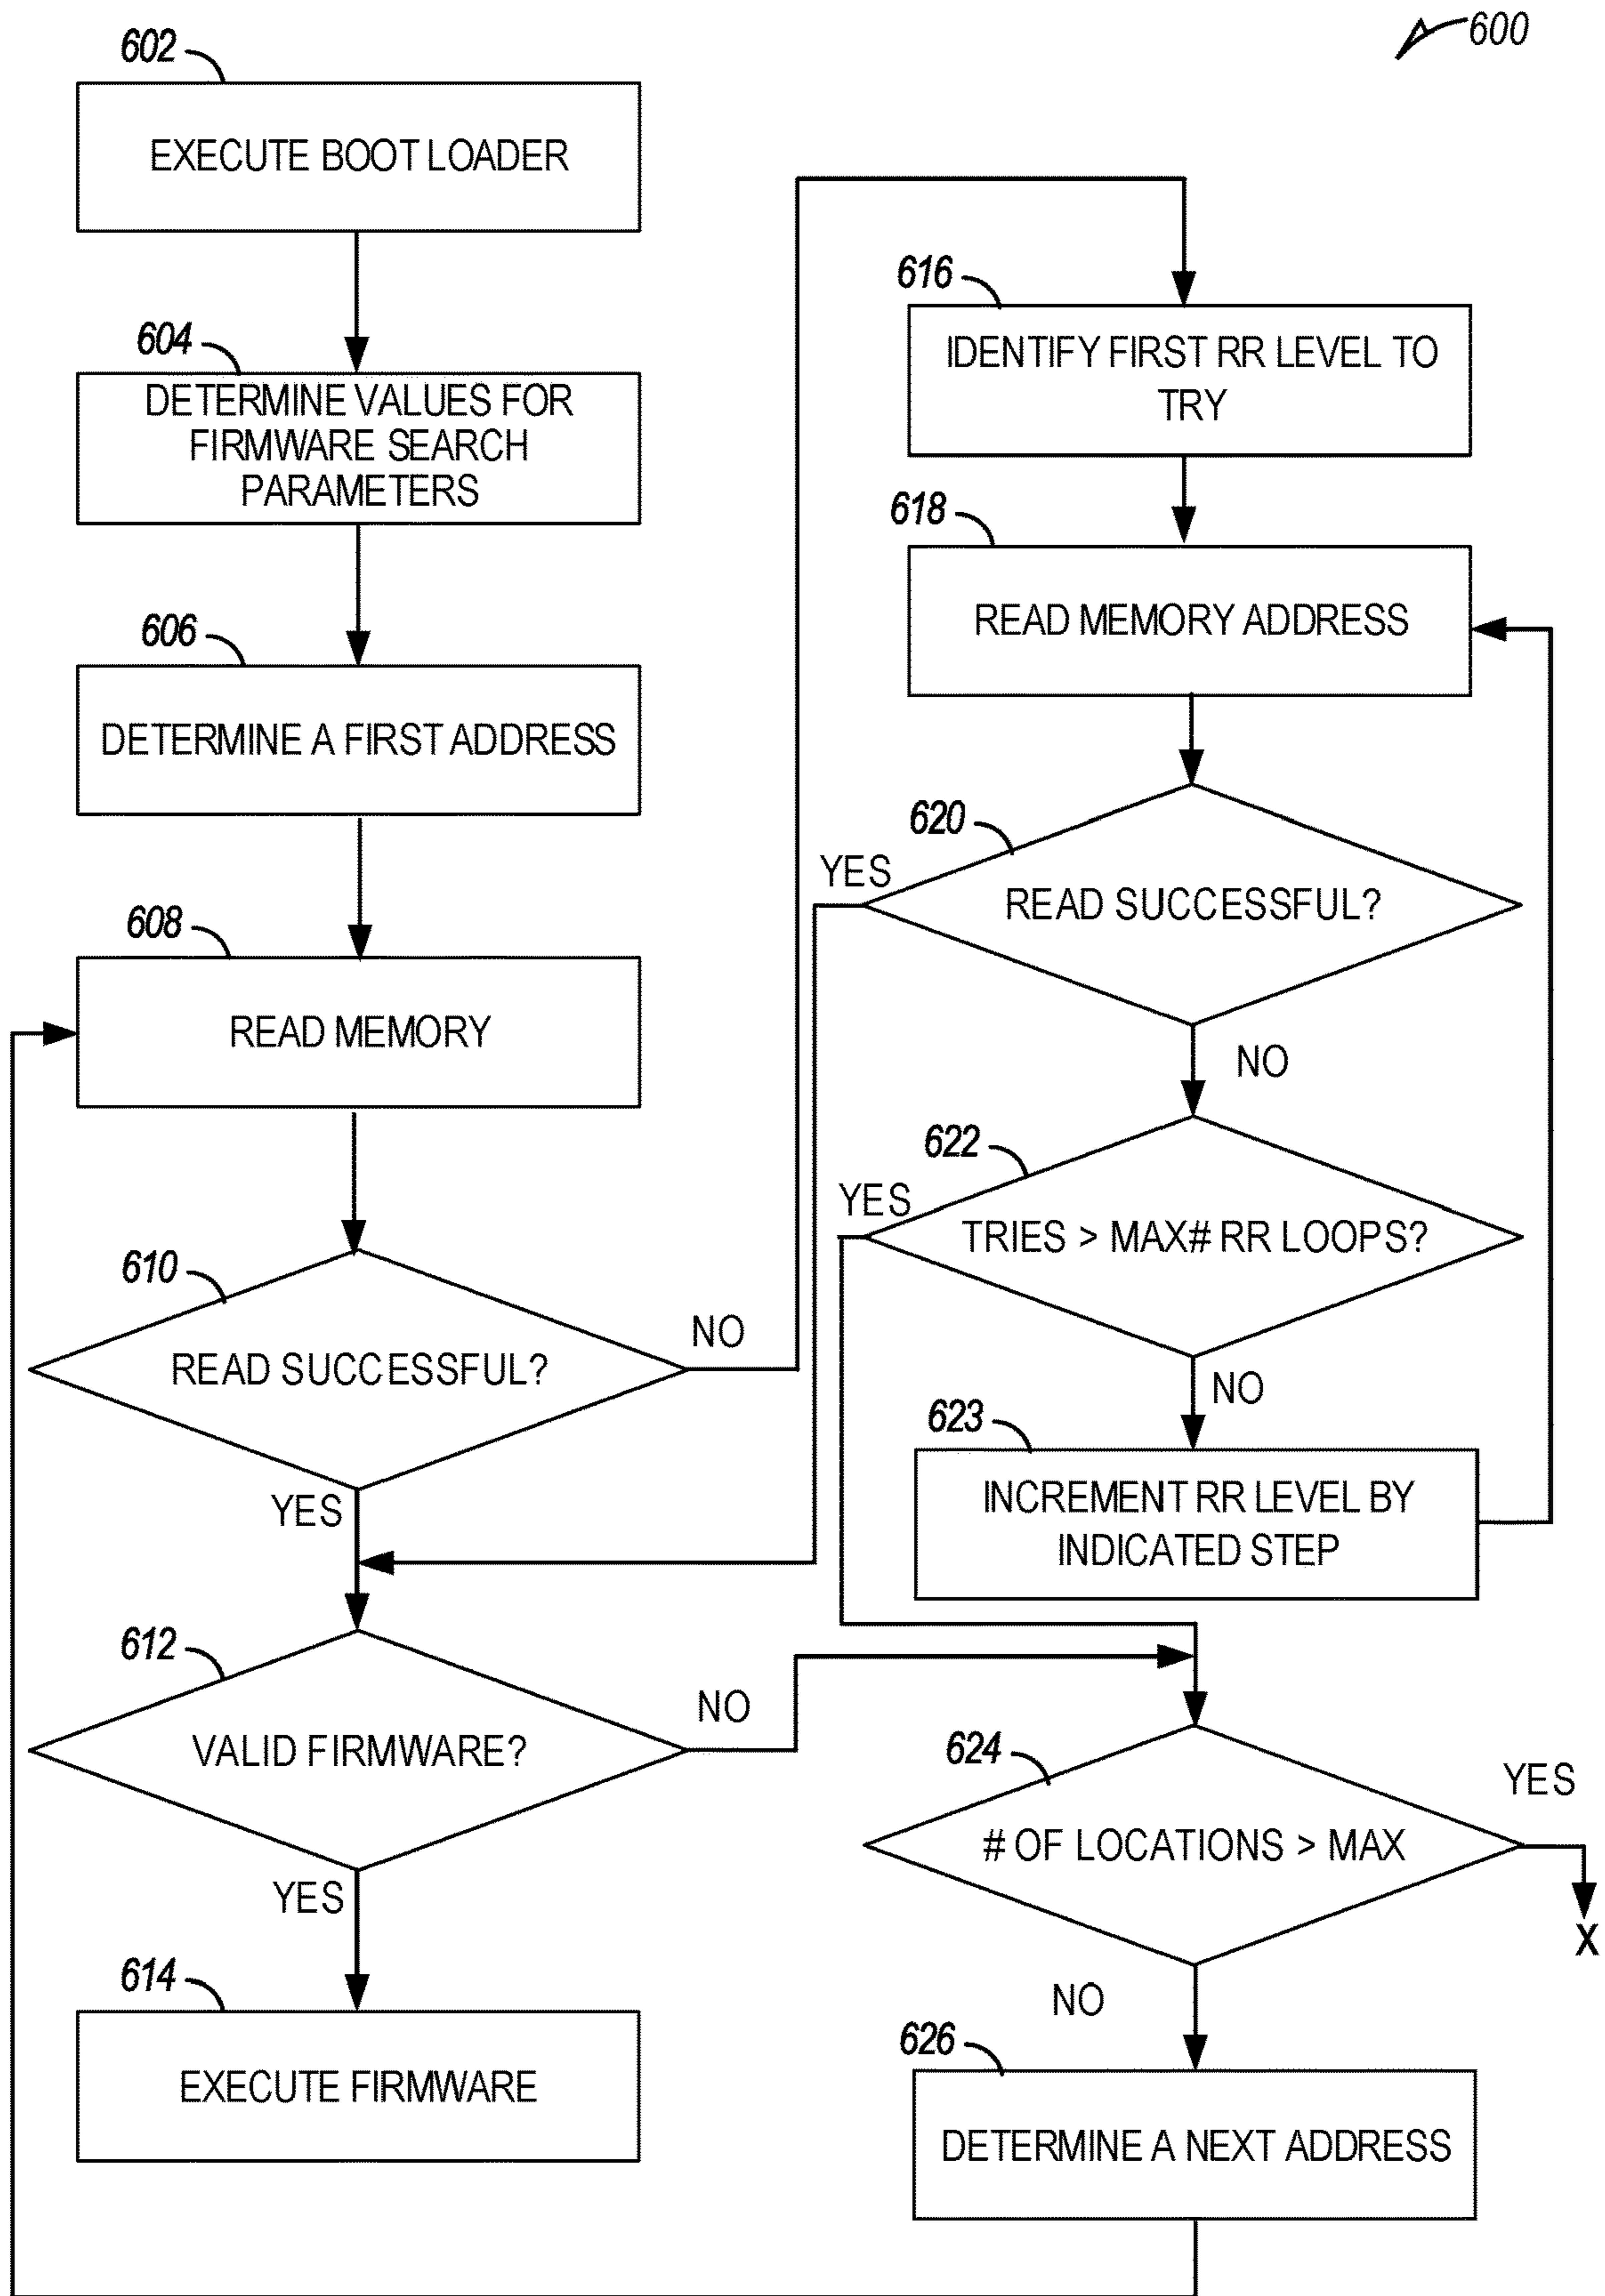 600
602
EXECUTE BOOT LOADER
604
DETERMINE VALUES FOR
FIRMWARE SEARCH
PARAMETERS
606
DETERMINE A FIRST ADDRESS
608
READ MEMORY
610
READ SUCCESSFUL?
NO
YES
612
VALID FIRMWARE?
NO
YES
614
EXECUTE FIRMWARE
616
IDENTIFY FIRST RR LEVEL TO
TRY
618
READ MEMORY ADDRESS
620
YES
READ SUCCESSFUL?
NO
622
YES
TRIES > MAX# RR LOOPS?
NO
623
INCREMENT RR LEVEL BY
INDICATED STEP
624
YES
# OF LOCATIONS > MAX
X
NO
626
DETERMINE A NEXT ADDRESS